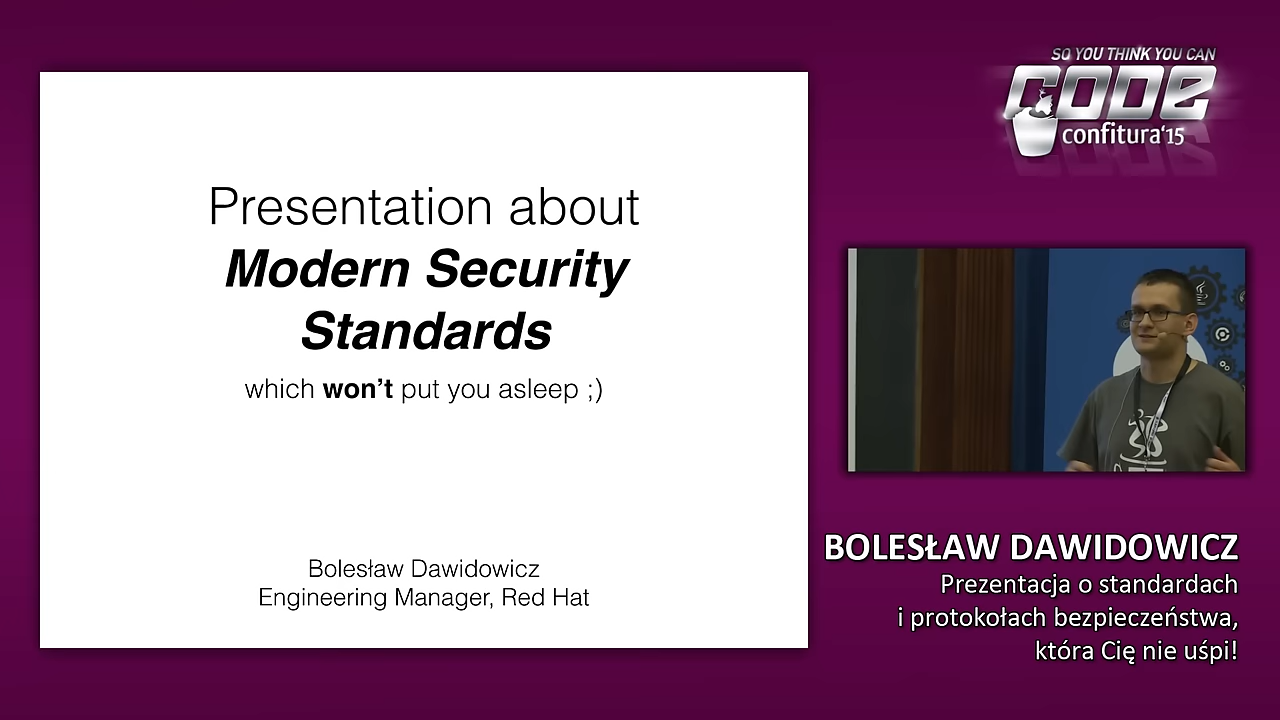 Presentation about
Modern Security
Standards
which won't put you asleep ;)
Bolesław Dawidowicz
Engineering Manager, Red Hat
SO YOU THINK YOU CAN
CODE
confitura'15
BOLESŁAW DAWIDOWICZ
Prezentacja o standardach
i protokołach bezpieczeństwa,
która Cię nie uśpi!